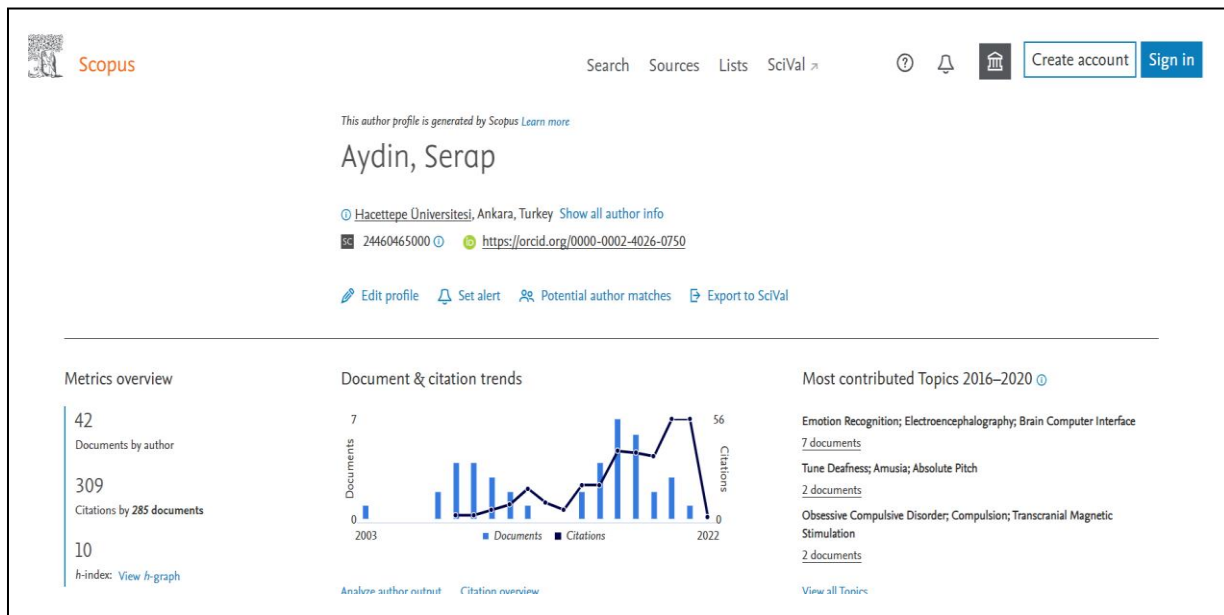 Scopus
Search Sources Lists SciVal
Create account
Sign in
This author profile is generated by Scopus Learn more
Aydin, Serap
Hacettepe Üniversitesi, Ankara, Turkey Show all author info
SC 24460465000 iD https://orcid.org/0000-0002-4026-0750
Edit profile Set alert Potential author matches Export to SciVal
Metrics overview
42
Documents by author
309
Citations by 285 documents
10
h-index: View h-graph
Document & citation trends
7
56
Documents
Citations
0
0
2003
Documents Citations
2022
Analyze author output Citation overview
Most contributed Topics 2016–2020
Emotion Recognition; Electroencephalography; Brain Computer Interface
7 documents
Tune Deafness; Amusia; Absolute Pitch
2 documents
Obsessive Compulsive Disorder; Compulsion; Transcranial Magnetic
Stimulation
2 documents
View all Topics